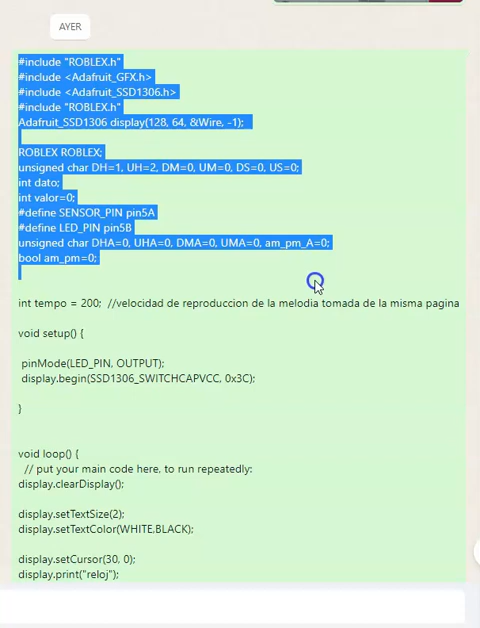 AYER
#include "ROBLEX.h"
#include <Adafruit_GFX.h>
#include <Adafruit_SSD1306.h>
#include "ROBLEX.h"
Adafruit_SSD1306 display(128, 64, &Wire, -1);
ROBLEX ROBLEX;
unsigned char DH=1, UH=2, DM=0, UM=0, DS=0, US=0;
int dato;
int valor=0;
#define SENSOR_PIN pin5A
#define LED_PIN pin5B
unsigned char DHA=0, UHA=0, DMA=0, UMA=0, am_pm_A=0;
bool am_pm=0;
int tempo = 200;  //velocidad de reproduccion de la melodia tomada de la misma pagina
void setup() {
pinMode(LED_PIN, OUTPUT);
display.begin(SSD1306_SWITCHCAPVCC, 0x3C);
}
void loop() {
// put your main code here, to run repeatedly:
display.clearDisplay();
display.setTextSize(2);
display.setTextColor(WHITE,BLACK);
display.setCursor(30, 0);
display.print("reloj");